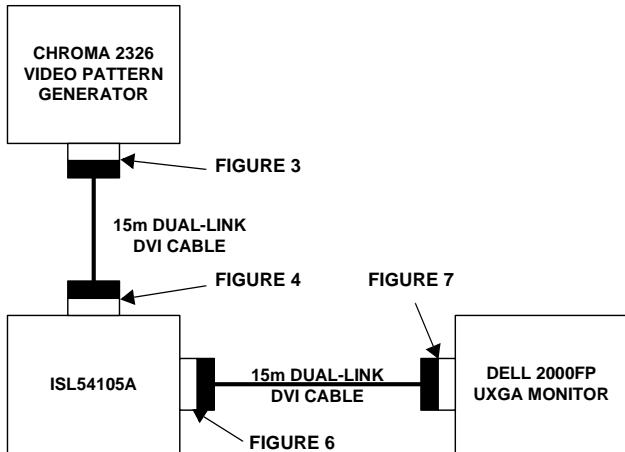 CHROMA 2326
VIDEO PATTERN
GENERATOR
FIGURE 3
15m DUAL-LINK
DVI CABLE
FIGURE 4
FIGURE 7
ISL54105A
15m DUAL-LINK
DVI CABLE
DELL 2000FP
UXGA MONITOR
FIGURE 6